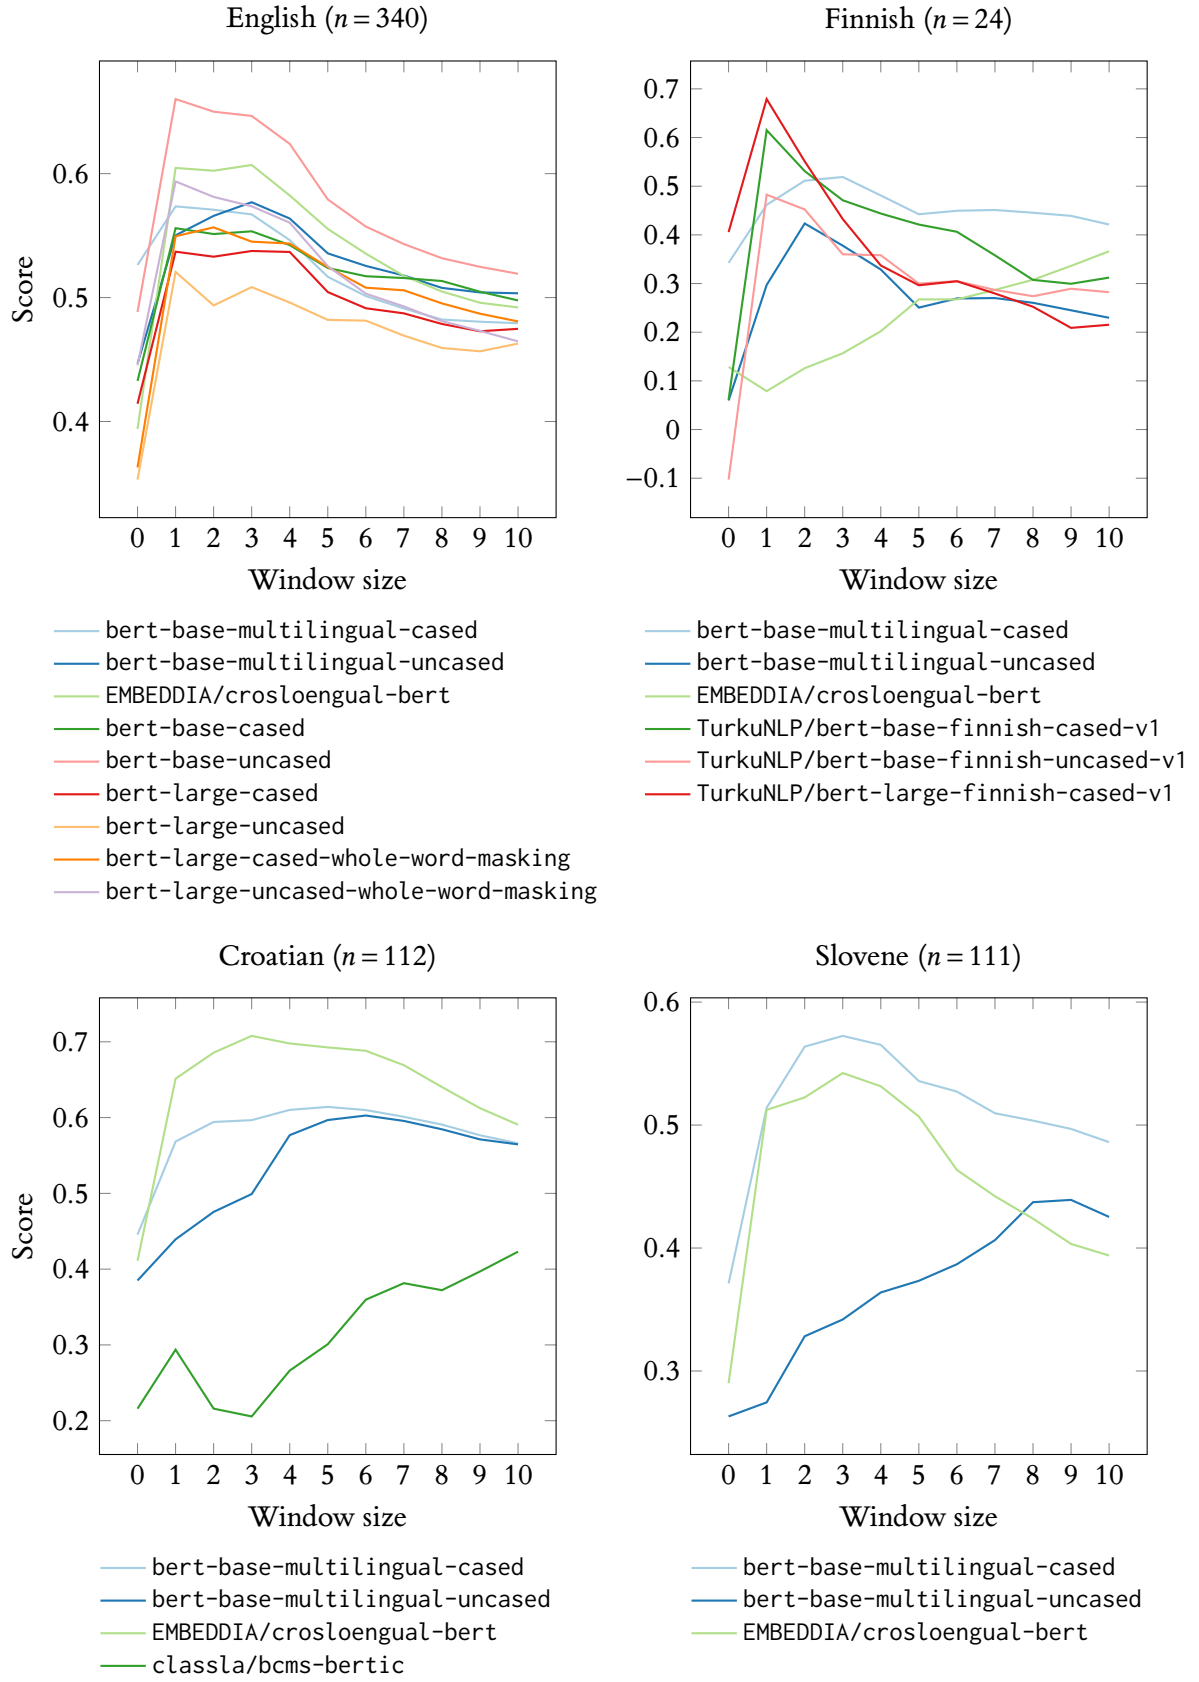 English (n = 340)
Score
0.6
0.5
0.4
0 1 2 3 4 5 6 7 8 9 10
Window size
bert-base-multilingual-cased
bert-base-multilingual-uncased
EMBEDDIA/crosloengual-bert
bert-base-cased
bert-base-uncased
bert-large-cased
bert-large-uncased
bert-large-cased-whole-word-masking
bert-large-uncased-whole-word-masking
Finnish (n = 24)
0.7
0.6
0.5
0.4
0.3
0.2
0.1
0
−0.1
0 1 2 3 4 5 6 7 8 9 10
Window size
bert-base-multilingual-cased
bert-base-multilingual-uncased
EMBEDDIA/crosloengual-bert
TurkuNLP/bert-base-finnish-cased-v1
TurkuNLP/bert-base-finnish-uncased-v1
TurkuNLP/bert-large-finnish-cased-v1
Croatian (n = 112)
Score
0.7
0.6
0.5
0.4
0.3
0.2
0 1 2 3 4 5 6 7 8 9 10
Window size
bert-base-multilingual-cased
bert-base-multilingual-uncased
EMBEDDIA/crosloengual-bert
classla/bcms-bertic
Slovene (n = 111)
0.6
0.5
0.4
0.3
0 1 2 3 4 5 6 7 8 9 10
Window size
bert-base-multilingual-cased
bert-base-multilingual-uncased
EMBEDDIA/crosloengual-bert